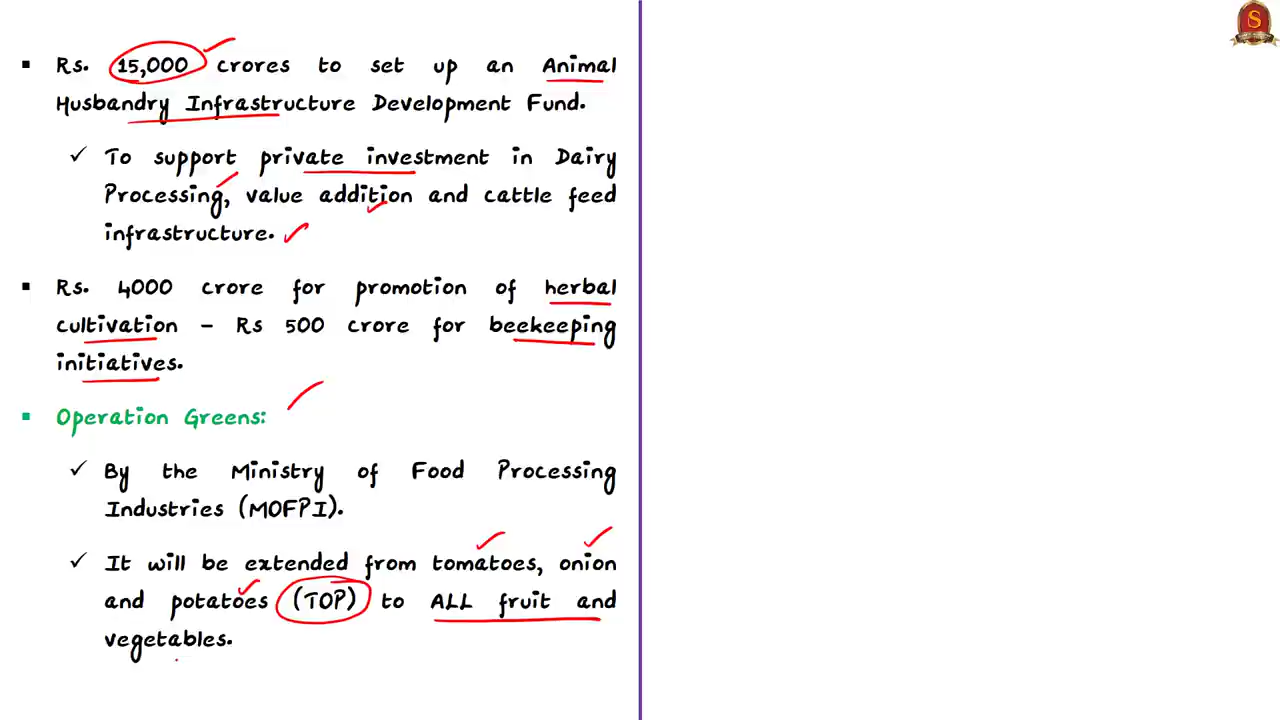 ▪ Rs. 15,000 crores to set up an Animal
Husbandry Infrastructure Development Fund.
✓ To support private investment in Dairy
Processing, value addition and cattle feed
infrastructure.
▪ Rs. 4000 crore for promotion of herbal
cultivation – Rs 500 crore for beekeeping
initiatives.
▪ Operation Greens:
✓ By the Ministry of Food Processing
Industries (MOFPI).
✓ It will be extended from tomatoes, onion
and potatoes (TOP) to ALL fruit and
vegetables.
S